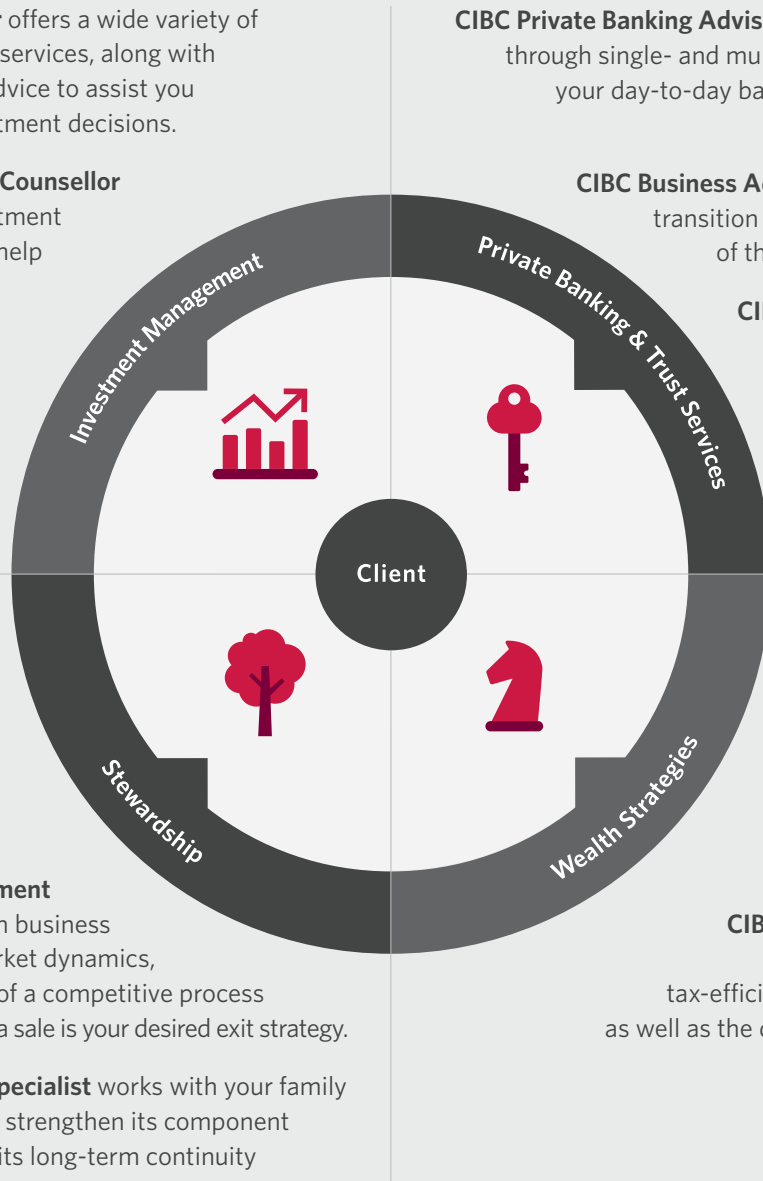 offers a wide variety of
services, along with
dvice to assist you
tment decisions.
Counsellor
tment
help
CIBC Private Banking Advis
through single- and mu
your day-to-day ba
CIBC Business A
transition
of th
CI
Investment Management
Private Banking & Trust Services
Client
Stewardship
Wealth Strategies
ment
n business
rket dynamics,
of a competitive process
a sale is your desired exit strategy.
pecialist works with your family
strengthen its component
its long-term continuity
CIB
tax-effici
as well as the